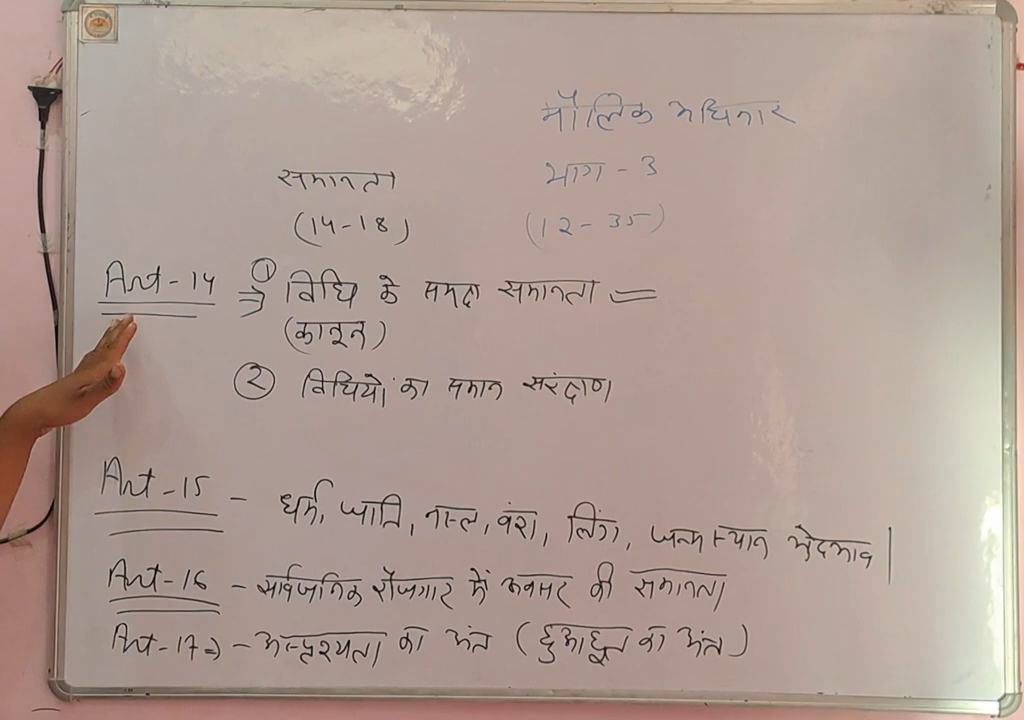 मौलिक अधिकार
भाग - 3
(12-35)
समानता
(14-18)
Art-14 ⇒ ① विधि के समक्ष समानता =
(कानून)
② विधियों का समान सरंक्षण
Art-15 - धर्म, जाति, नस्ल, वंश, लिंग, जन्मस्थान भेदभाव।
Art-16 - सार्वजनिक रोजगार में अवसर की समानता
Art-17⇒ - अस्पृश्यता का अंत (छुआछूत का अंत)